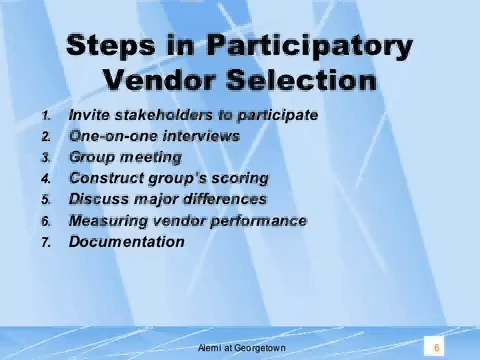 Steps in Participatory
Vendor Selection
1. Invite stakeholders to participate
2. One-on-one interviews
3. Group meeting
4. Construct group's scoring
5. Discuss major differences
6. Measuring vendor performance
7. Documentation
Alemi at Georgetown
6